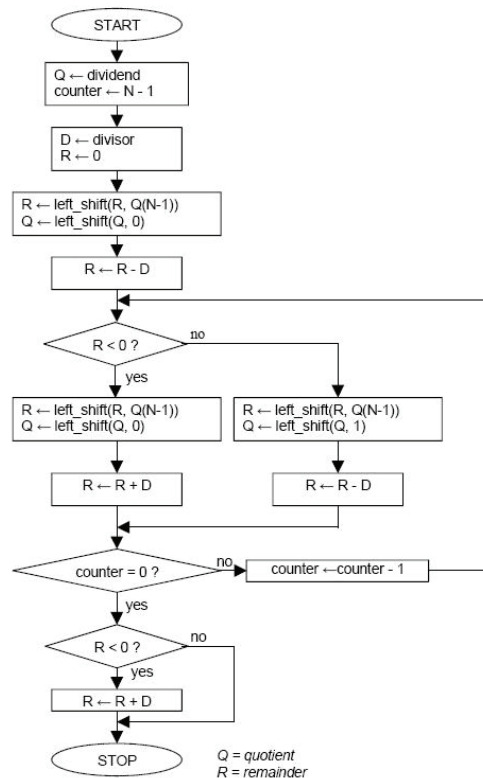 START
Q ← dividend
counter ← N - 1
D ← divisor
R ← 0
R ← left_shift(R, Q(N-1))
Q ← left_shift(Q, 0)
R ← R - D
R < 0 ?
no
yes
R ← left_shift(R, Q(N-1))
Q ← left_shift(Q, 0)
R ← left_shift(R, Q(N-1))
Q ← left_shift(Q, 1)
R ← R + D
R ← R - D
counter = 0 ?
no
counter ←counter - 1
yes
R < 0 ?
no
yes
R ← R + D
STOP
Q = quotient
R = remainder